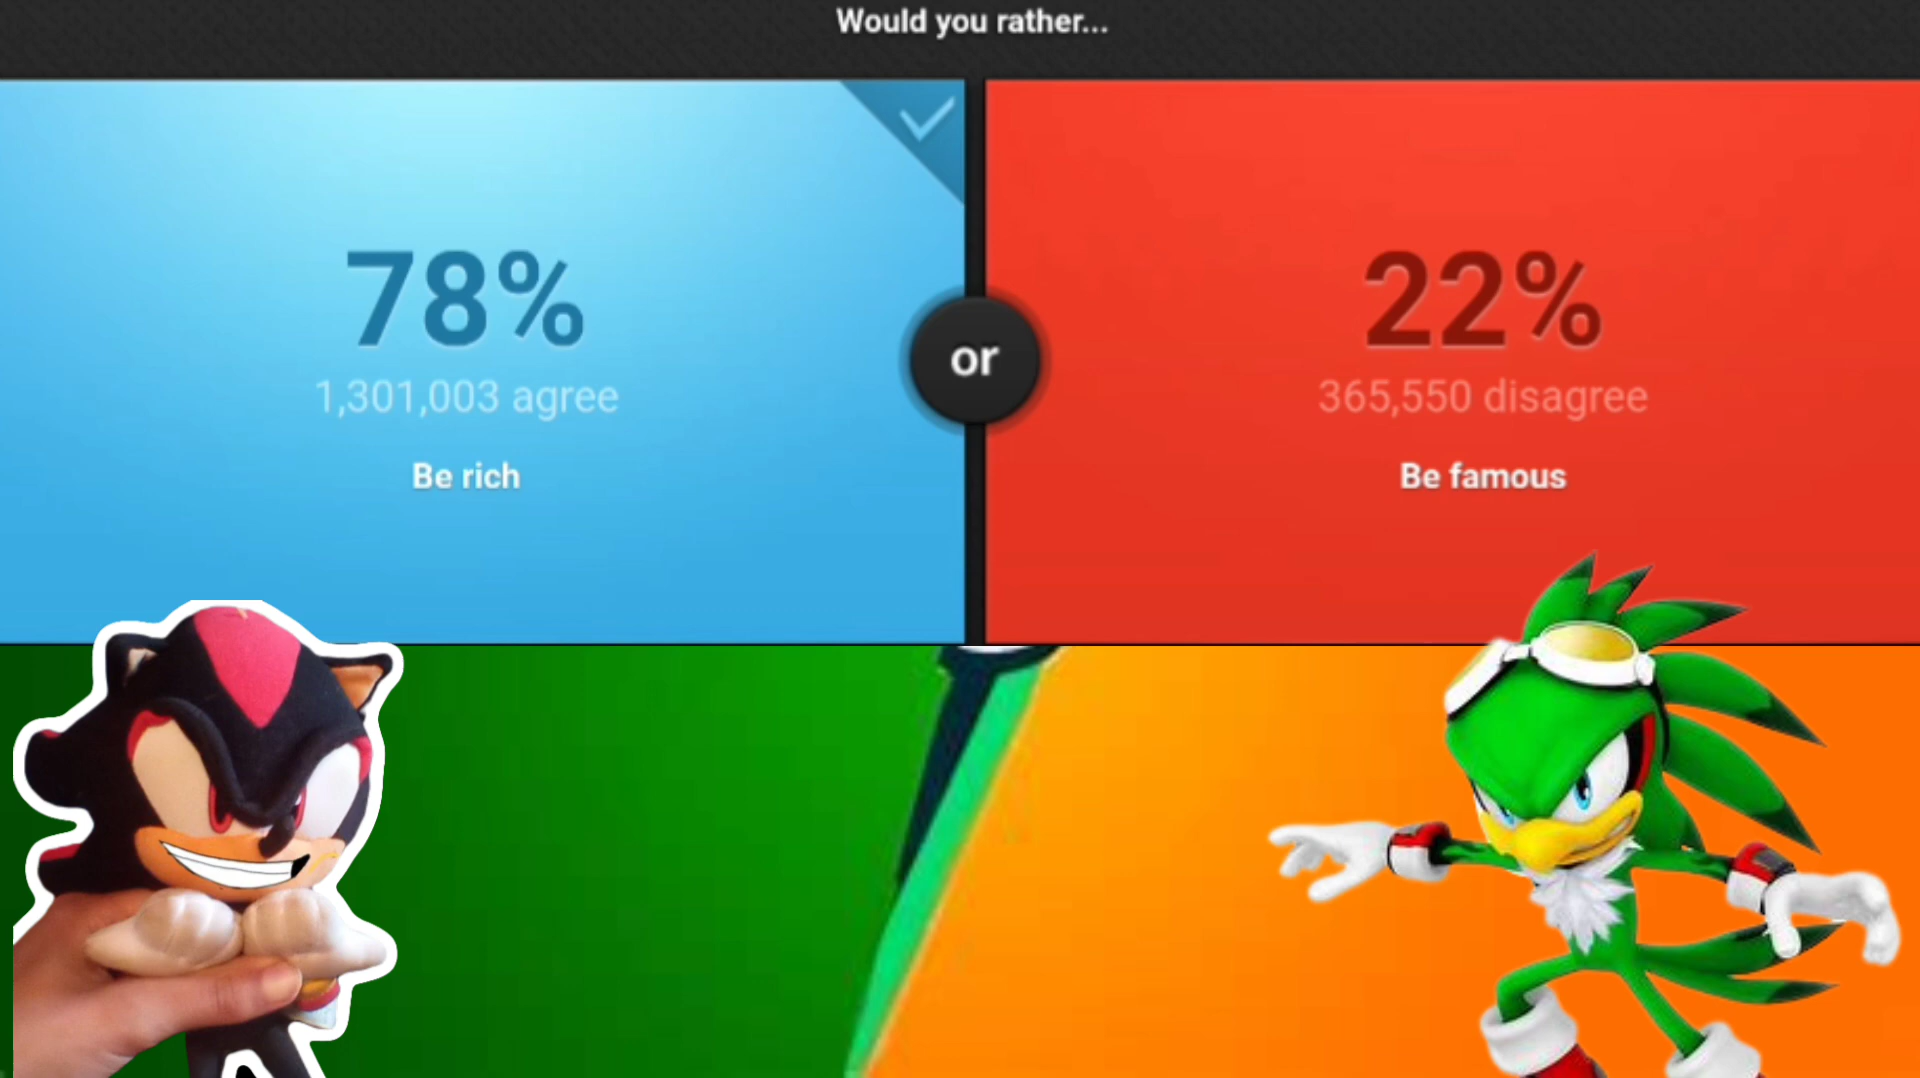 Would you rather...
78%
1,301,003 agree
Be rich
or
22%
365,550 disagree
Be famous